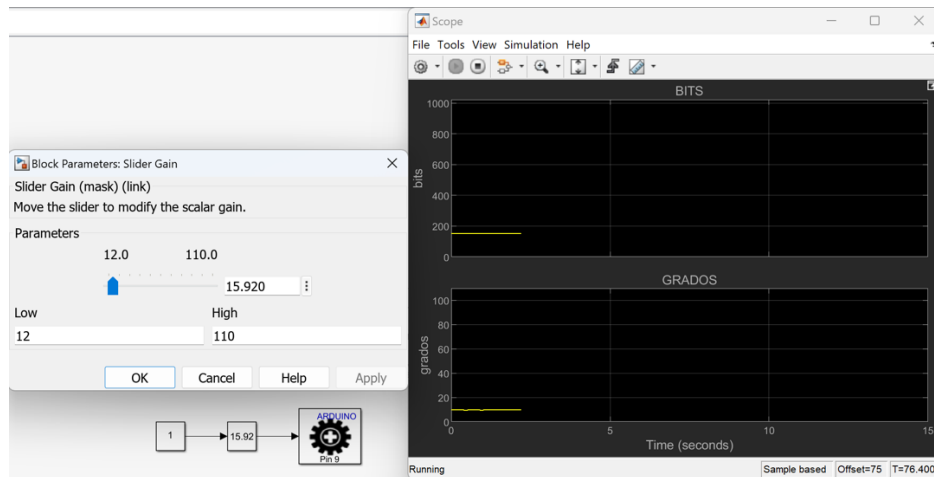 Block Parameters: Slider Gain
Slider Gain (mask) (link)
Move the slider to modify the scalar gain.
Parameters
12.0 110.0
15.920
Low High
12 110
OK Cancel Help Apply
1 15.92 ARDUINO
Pin 9
Scope
File Tools View Simulation Help
BITS
1000
800
600
400
200
0
bits
GRADOS
100
80
60
40
20
0
grados
0 5 10 15
Time (seconds)
Running Sample based Offset=75 T=76.400